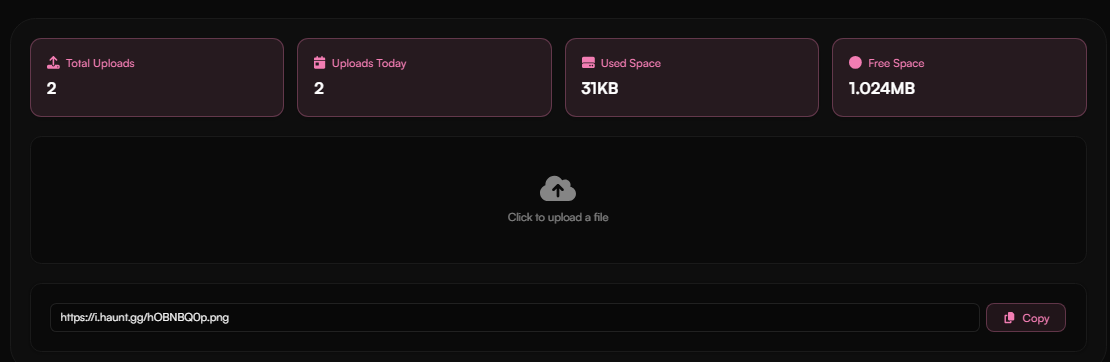 Total Uploads
2
Uploads Today
2
Used Space
31KB
Free Space
1.024MB
Click to upload a file
https://i.haunt.gg/hOBNBQ0p.png
Copy